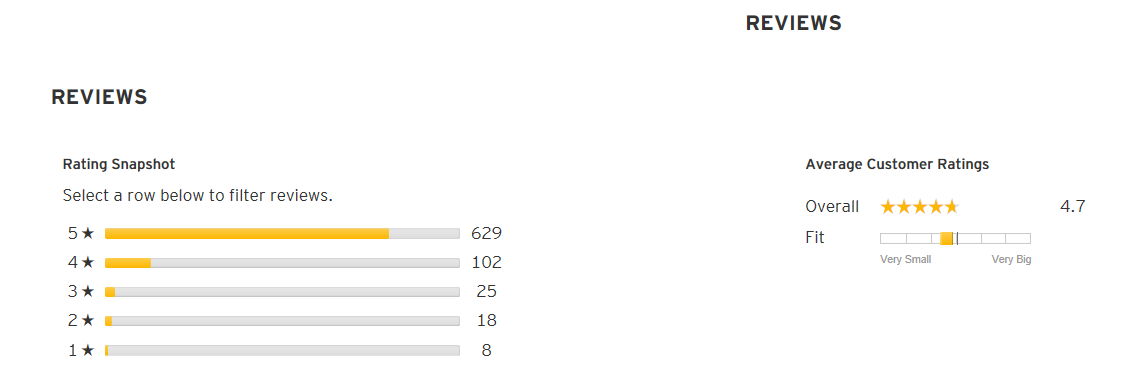 REVIEWS
REVIEWS
Rating Snapshot
Select a row below to filter reviews.
5 ★ 629
4 ★ 102
3 ★ 25
2 ★ 18
1 ★ 8
Average Customer Ratings
Overall ★★★★★ 4.7
Fit
Very Small Very Big